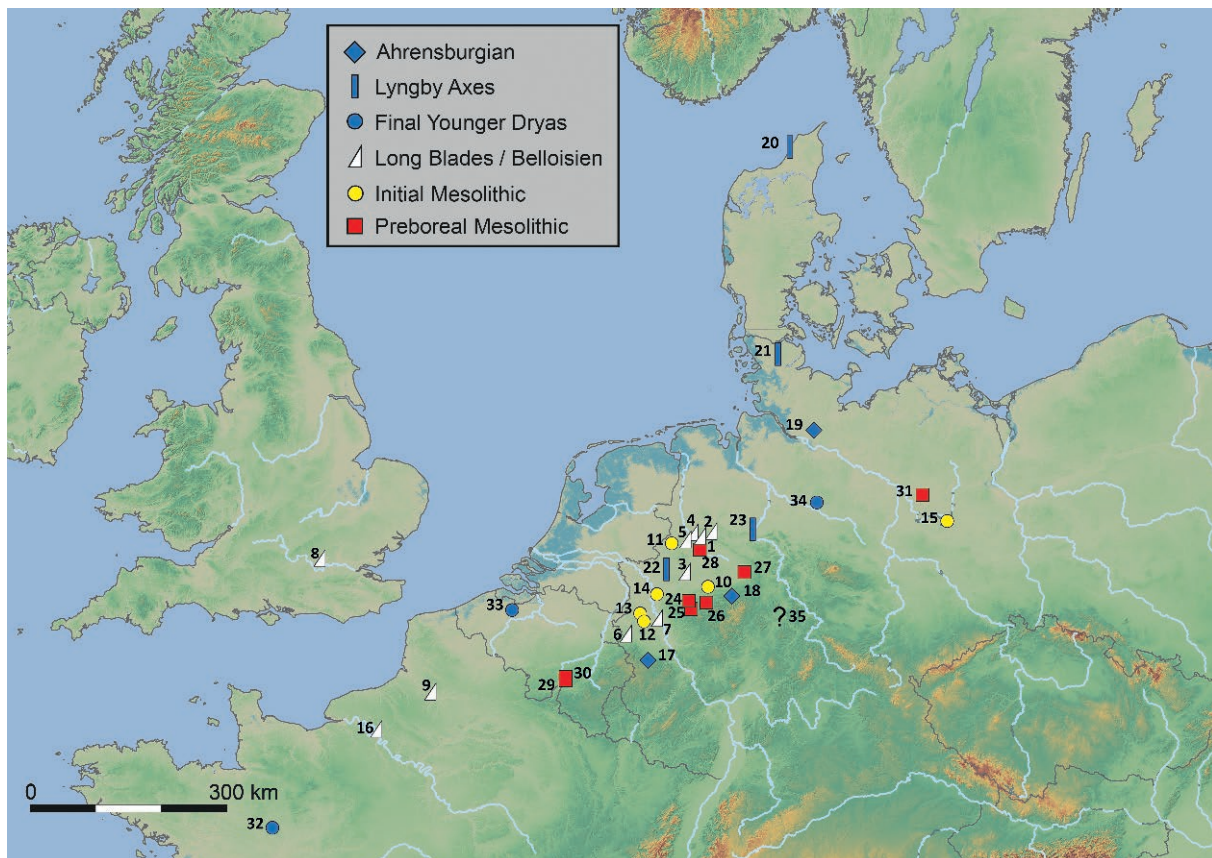 Ahrensburgian
Lyngby Axes
Final Younger Dryas
Long Blades / Belloisien
Initial Mesolithic
Preboreal Mesolithic
20
21
19
31
34
15
4 2 23
5
11 1
8 3 28 27
22
14 10
24 18
33 13 25 26 ? 35
12 7
6
17
30
29
9
16
0 300 km
32